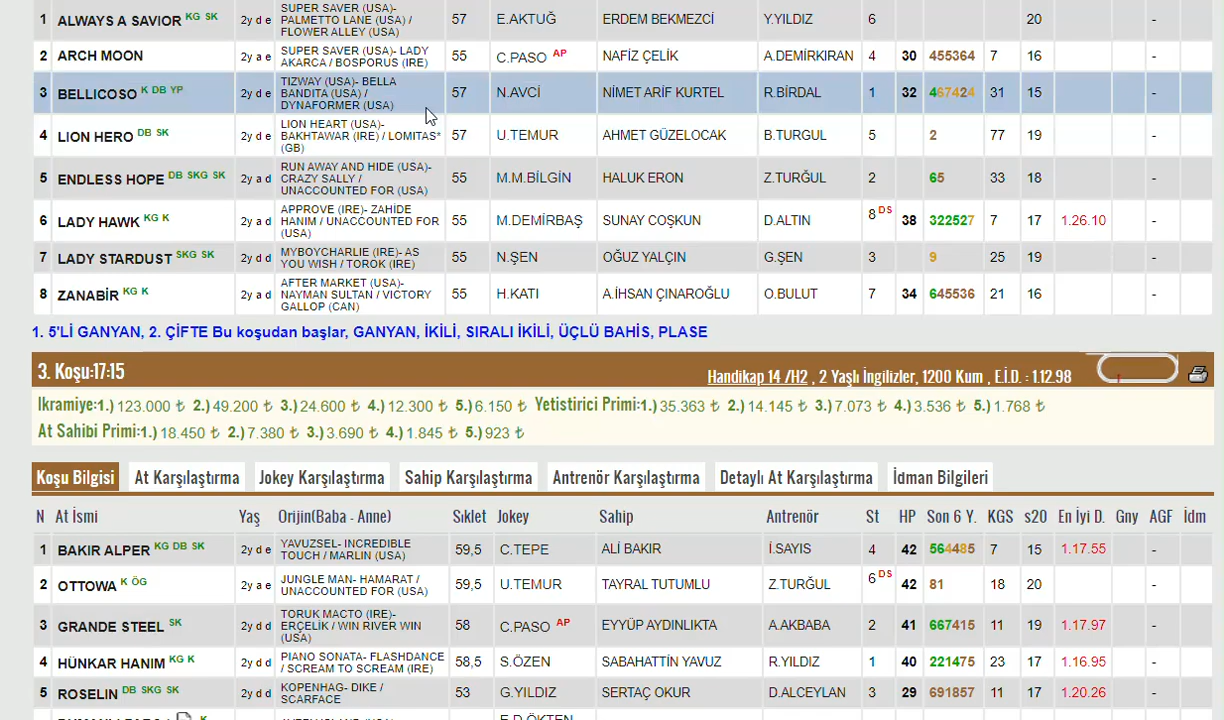 1 ALWAYS A SAVIOR KG SK 2y d e SUPER SAVER (USA)- PALMETTO LANE (USA) / FLOWER ALLEY (USA) 57 E.AKTUĞ ERDEM BEKMEZCİ Y.YILDIZ 6 20 -
2 ARCH MOON 2y a e SUPER SAVER (USA)- LADY AKARCA / BOSPORUS (IRE) 55 C.PASO AP NAFİZ ÇELİK A.DEMİRKIRAN 4 30 455364 7 16 -
3 BELLICOSO K DB YP 2y d e TIZWAY (USA)- BELLA BANDITA (USA) / DYNAFORMER (USA) 57 N.AVCİ NİMET ARİF KURTEL R.BİRDAL 1 32 467424 31 15 -
4 LION HERO DB SK 2y d e LION HEART (USA)- BAKHTAWAR (IRE) / LOMITAS* (GB) 57 U.TEMUR AHMET GÜZELOCAK B.TURGUL 5 2 77 19 -
5 ENDLESS HOPE DB SKG SK 2y a d RUN AWAY AND HIDE (USA)- CRAZY SALLY / UNACCOUNTED FOR (USA) 55 M.M.BİLGİN HALUK ERON Z.TURĞUL 2 65 33 18 -
6 LADY HAWK KG K 2y a d APPROVE (IRE)- ZAHİDE HANIM / UNACCOUNTED FOR (USA) 55 M.DEMİRBAŞ SUNAY COŞKUN D.ALTIN 8 DS 38 322527 7 17 1.26.10 -
7 LADY STARDUST SKG SK 2y d d MYBOYCHARLIE (IRE)- AS YOU WISH / TOROK (IRE) 55 N.ŞEN OĞUZ YALÇIN G.ŞEN 3 9 25 19 -
8 ZANABİR KG K 2y a d AFTER MARKET (USA)- NAYMAN SULTAN / VICTORY GALLOP (CAN) 55 H.KATI A.İHSAN ÇINAROĞLU O.BULUT 7 34 645536 21 16 -
1. 5'Lİ GANYAN, 2. ÇİFTE Bu koşudan başlar, GANYAN, İKİLİ, SIRALI İKİLİ, ÜÇLÜ BAHİS, PLASE
3. Koşu:17:15 Handikap 14 /H2 , 2 Yaşlı İngilizler, 1200 Kum , E.İ.D. : 1.12.98
Ikramiye:1.) 123.000 ₺ 2.) 49.200 ₺ 3.) 24.600 ₺ 4.) 12.300 ₺ 5.) 6.150 ₺ Yetistirici Primi:1.) 35.363 ₺ 2.) 14.145 ₺ 3.) 7.073 ₺ 4.) 3.536 ₺ 5.) 1.768 ₺
At Sahibi Primi:1.) 18.450 ₺ 2.) 7.380 ₺ 3.) 3.690 ₺ 4.) 1.845 ₺ 5.) 923 ₺
Koşu Bilgisi At Karşılaştırma Jokey Karşılaştırma Sahip Karşılaştırma Antrenör Karşılaştırma Detaylı At Karşılaştırma İdman Bilgileri
N At İsmi Yaş Orijin(Baba - Anne) Sıklet Jokey Sahip Antrenör St HP Son 6 Y. KGS s20 En İyi D. Gny AGF İdm
1 BAKIR ALPER KG DB SK 2y d e YAVUZSEL- INCREDIBLE TOUCH / MARLIN (USA) 59,5 C.TEPE ALİ BAKIR İ.SAYIS 4 42 564485 7 15 1.17.55 -
2 OTTOWA K ÖG 2y a e JUNGLE MAN- HAMARAT / UNACCOUNTED FOR (USA) 59,5 U.TEMUR TAYRAL TUTUMLU Z.TURĞUL 6 DS 42 81 18 20 -
3 GRANDE STEEL SK 2y d d TORUK MACTO (IRE)- ERÇELİK / WIN RIVER WIN (USA) 58 C.PASO AP EYYÜP AYDINLIKTA A.AKBABA 2 41 667415 11 19 1.17.97 -
4 HÜNKAR HANIM KG K 2y d d PIANO SONATA- FLASHDANCE / SCREAM TO SCREAM (IRE) 58,5 S.ÖZEN SABAHATTİN YAVUZ R.YILDIZ 1 40 221475 23 17 1.16.95 -
5 ROSELIN DB SKG SK 2y d d KOPENHAG- DIKE / SCARFACE 53 G.YILDIZ SERTAÇ OKUR D.ALCEYLAN 3 29 691857 11 17 1.20.26 -